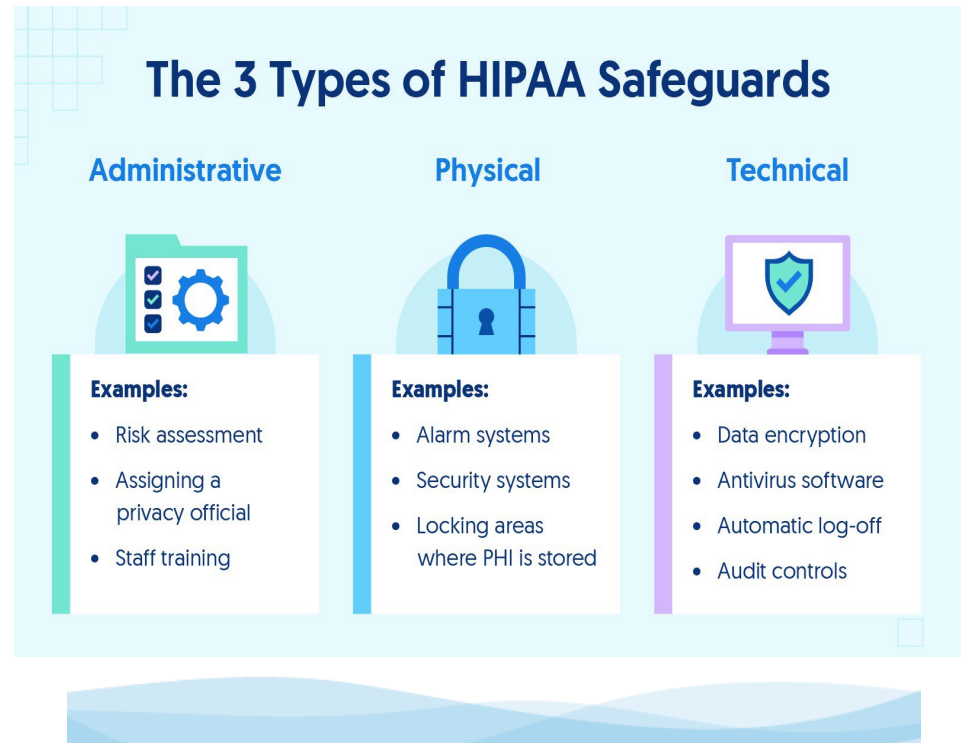 The 3 Types of HIPAA Safeguards
Administrative
Examples:
• Risk assessment
• Assigning a
privacy official
• Staff training
Physical
Examples:
• Alarm systems
• Security systems
• Locking areas
where PHI is stored
Technical
Examples:
• Data encryption
• Antivirus software
• Automatic log-off
• Audit controls